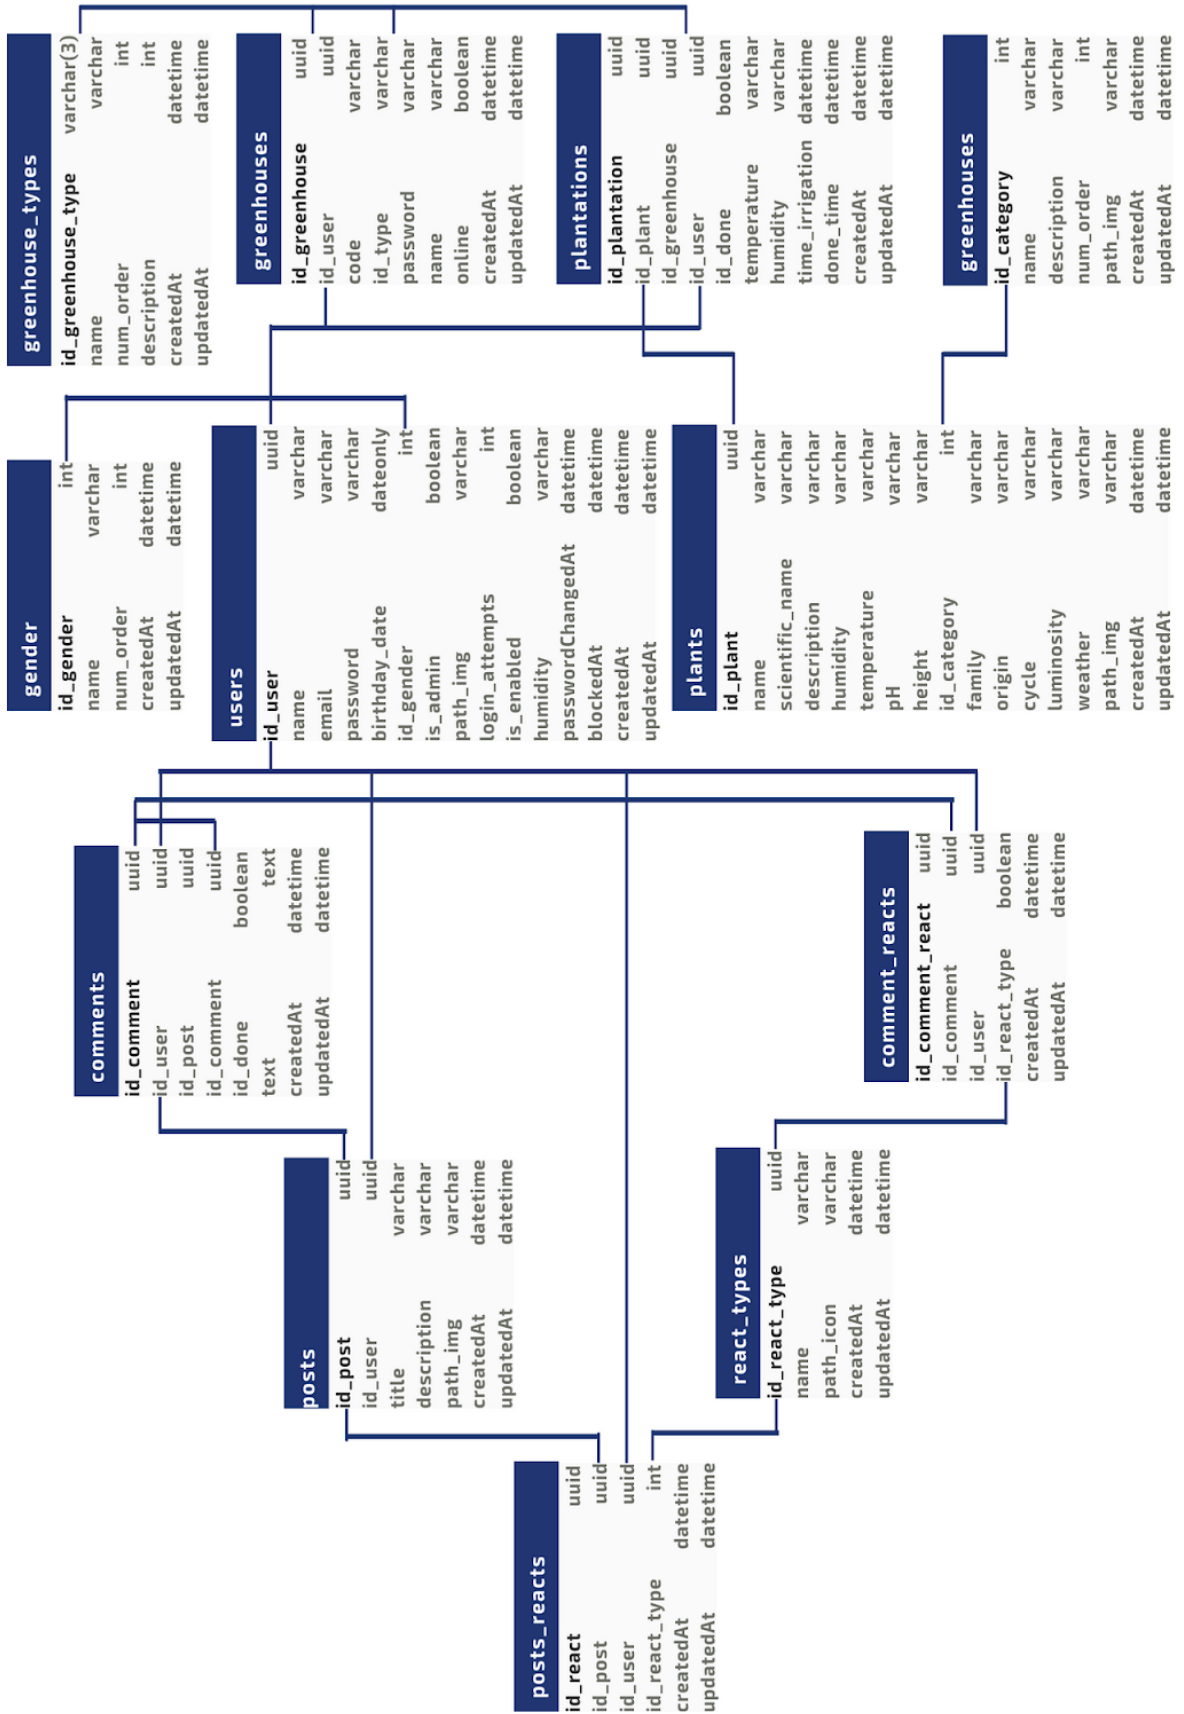 posts_reacts
id_react uuid
id_post uuid
id_user uuid
id_react_type int
createdAt datetime
updatedAt datetime
posts
id_post uuid
id_user uuid
title varchar
description varchar
path_img varchar
createdAt datetime
updatedAt datetime
react_types
id_react_type uuid
name varchar
path_icon varchar
createdAt datetime
updatedAt datetime
comments
id_comment uuid
id_user uuid
id_post uuid
id_comment uuid
id_done boolean
text text
createdAt datetime
updatedAt datetime
comment_reacts
id_comment_react uuid
id_comment uuid
id_user uuid
id_react_type boolean
createdAt datetime
updatedAt datetime
gender
id_gender int
name varchar
num_order int
createdAt datetime
updatedAt datetime
users
id_user uuid
name varchar
email varchar
password varchar
birthday_date dateonly
id_gender int
is_admin boolean
path_img varchar
login_attempts int
is_enabled boolean
humidity varchar
passwordChangedAt datetime
blockedAt datetime
createdAt datetime
updatedAt datetime
plants
id_plant uuid
name varchar
scientific_name varchar
description varchar
humidity varchar
temperature varchar
pH varchar
height varchar
id_category int
family varchar
origin varchar
cycle varchar
luminosity varchar
weather varchar
path_img varchar
createdAt datetime
updatedAt datetime
greenhouse_types
id_greenhouse_type varchar(3)
name varchar
num_order int
description int
createdAt datetime
updatedAt datetime
greenhouses
id_greenhouse uuid
id_user uuid
code varchar
id_type varchar
password varchar
name varchar
online boolean
createdAt datetime
updatedAt datetime
plantations
id_plantation uuid
id_plant uuid
id_greenhouse uuid
id_user uuid
id_done boolean
temperature varchar
humidity varchar
time_irrigation datetime
done_time datetime
createdAt datetime
updatedAt datetime
greenhouses
id_category int
name varchar
description varchar
num_order int
path_img varchar
createdAt datetime
updatedAt datetime